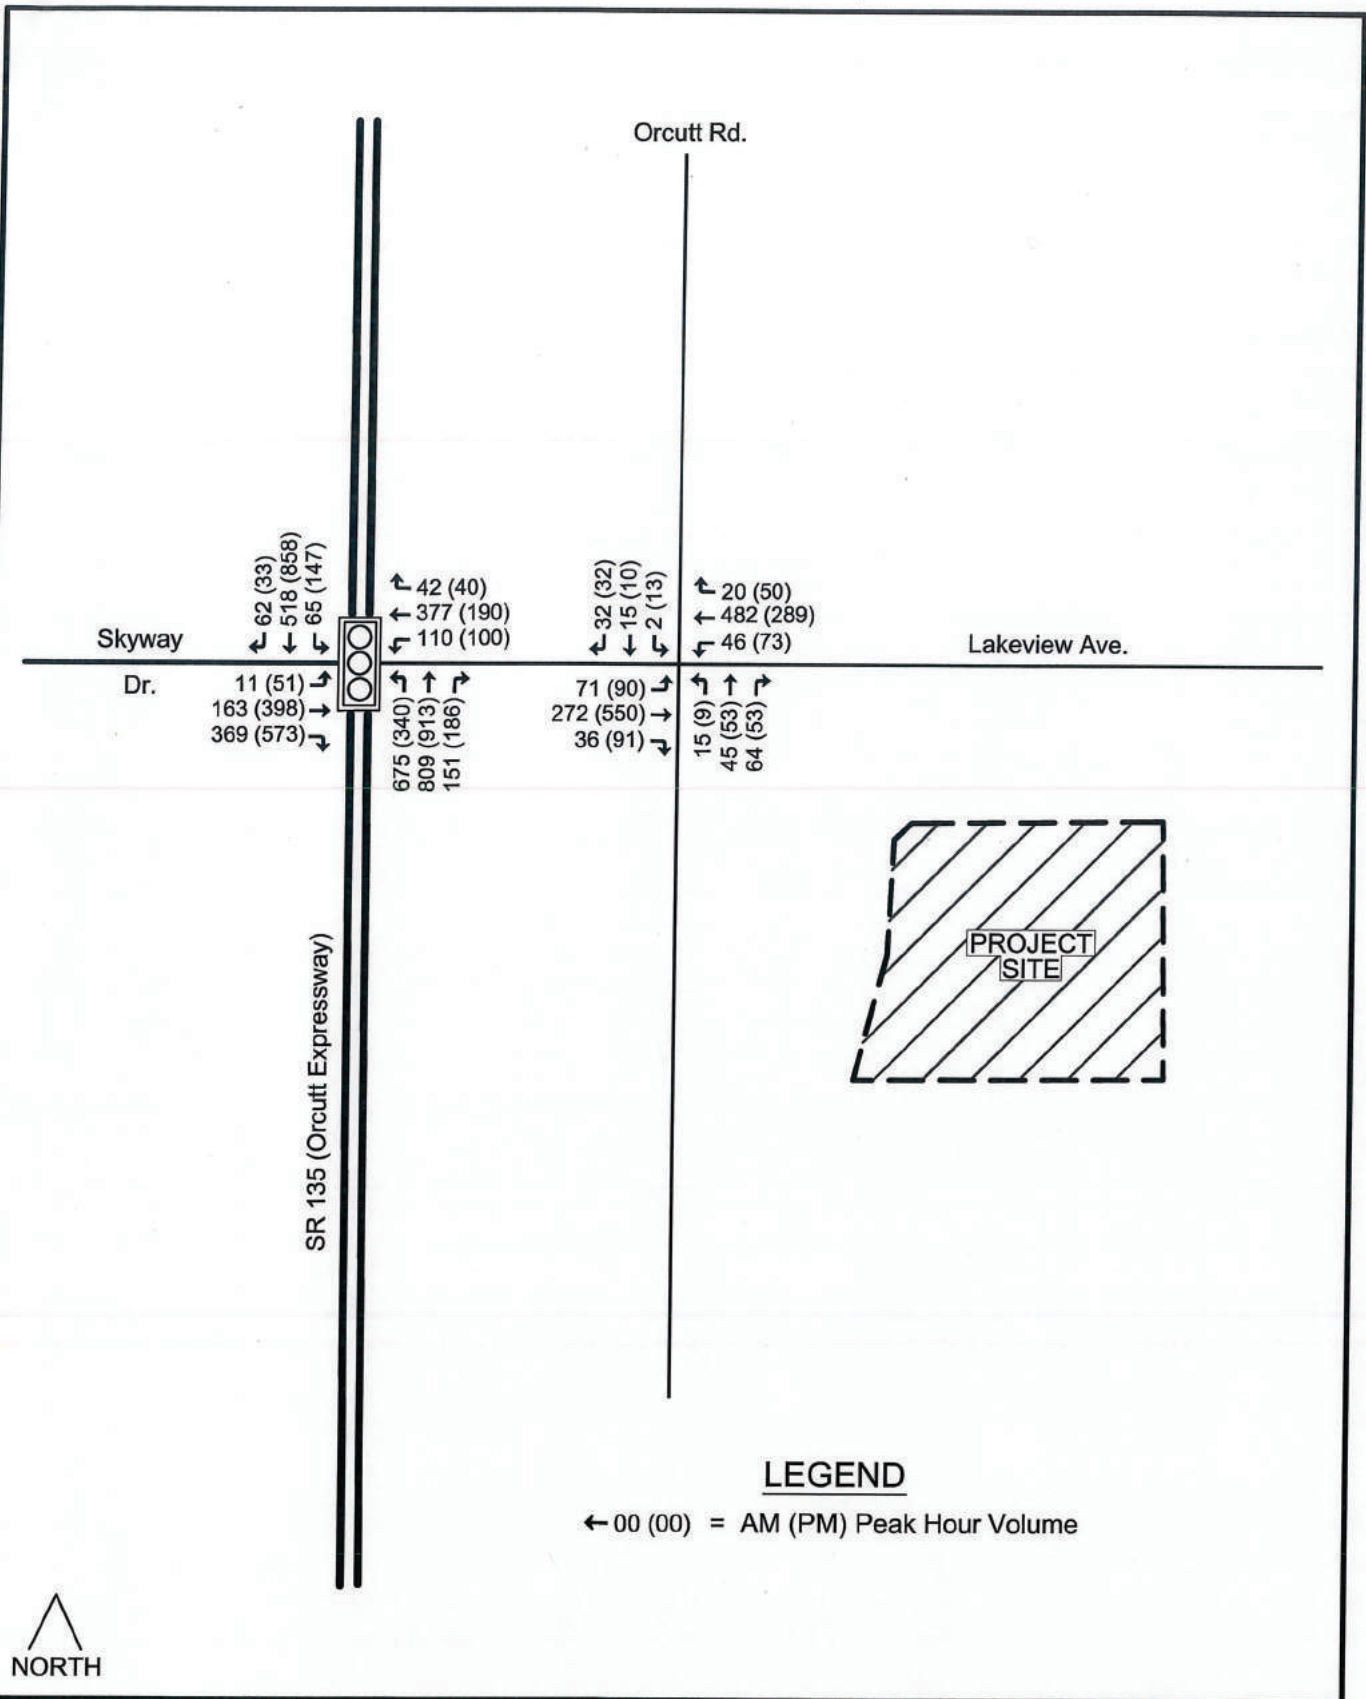 Orcutt Rd.
62 (33)
518 (858)
65 (147)
42 (40)
377 (190)
110 (100)
32 (32)
15 (10)
2 (13)
20 (50)
482 (289)
46 (73)
Skyway
Dr.
Lakeview Ave.
11 (51)
163 (398)
369 (573)
675 (340)
809 (913)
151 (186)
71 (90)
272 (550)
36 (91)
15 (9)
45 (53)
64 (53)
PROJECT
SITE
SR 135 (Orcutt Expressway)
LEGEND
←00 (00) = AM (PM) Peak Hour Volume
NORTH